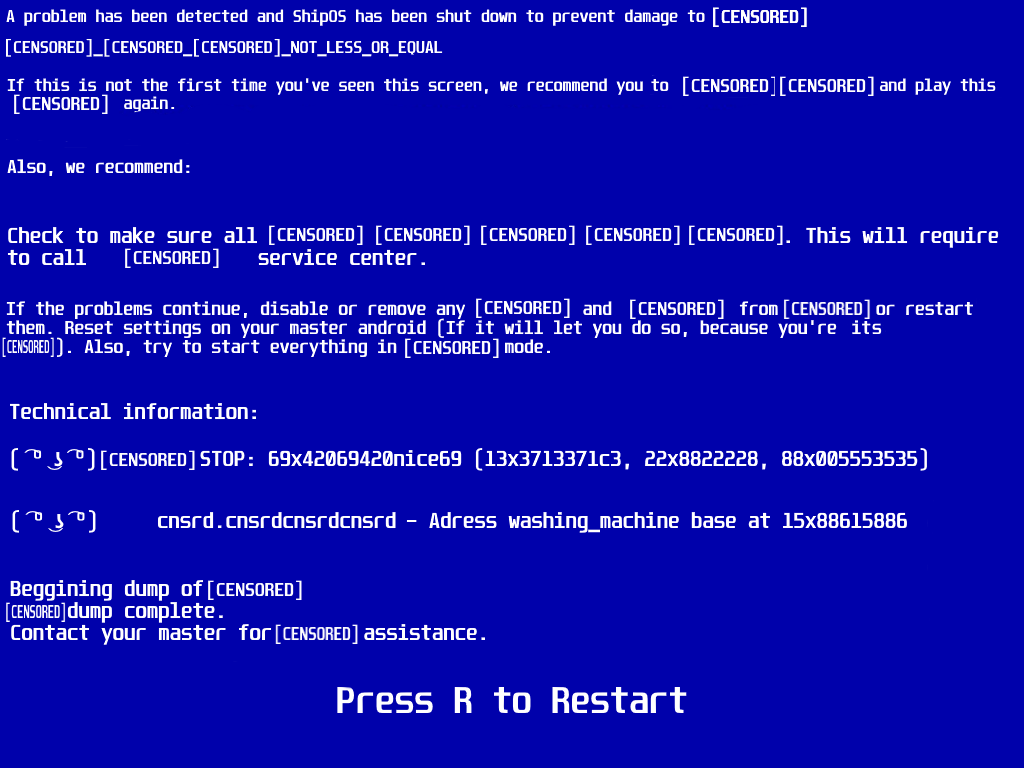 A problem has been detected and ShipOS has been shut down to prevent damage to [CENSORED]
[CENSORED]_[CENSORED_[CENSORED]_NOT_LESS_OR_EQUAL
If this is not the first time you've seen this screen, we recommend you to [CENSORED][CENSORED] and play this
[CENSORED] again.
Also, we recommend:
Check to make sure all [CENSORED] [CENSORED] [CENSORED] [CENSORED] [CENSORED]. This will require
to call [CENSORED] service center.
If the problems continue, disable or remove any [CENSORED] and [CENSORED] from [CENSORED] or restart
them. Reset settings on your master android (If it will let you do so, because you're its
[CENSORED]). Also, try to start everything in [CENSORED] mode.
Technical information:
( ͡° ͜ʖ ͡°)[CENSORED] STOP: 69x42069420nice69 (13x3713371c3, 22x8822228, 88x005553535)
( ͡° ͜ʖ ͡°) cnsrd.cnsrdcnsrdcnsrd - Adress washing_machine base at 15x88615886
Beggining dump of [CENSORED]
[CENSORED] dump complete.
Contact your master for [CENSORED] assistance.
Press R to Restart